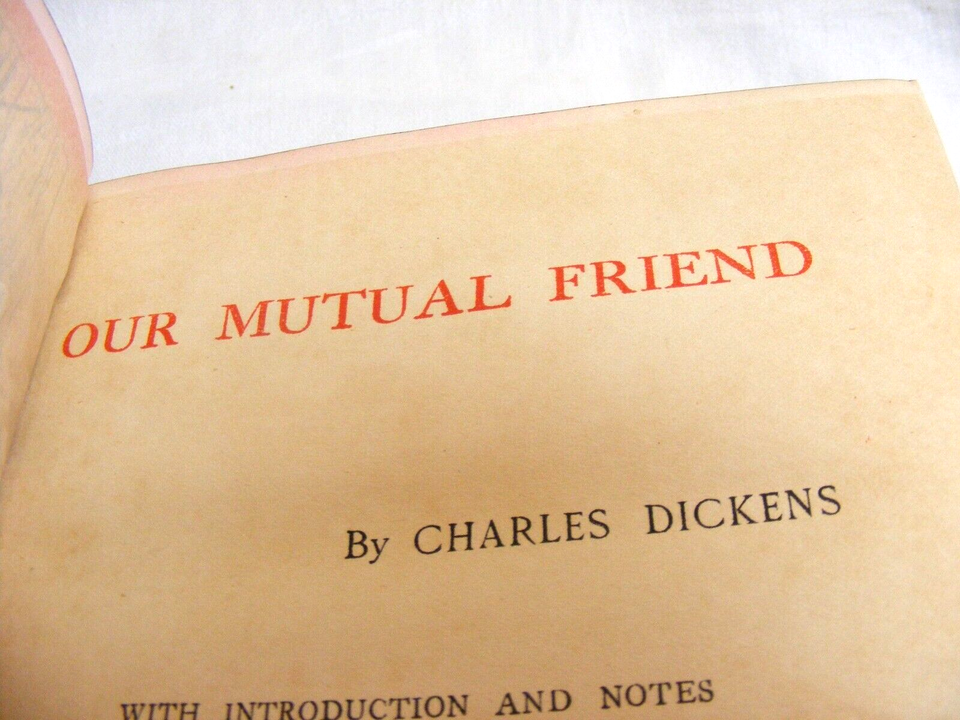 OUR MUTUAL FRIEND
By CHARLES DICKENS
WITH INTRODUCTION AND NOTES